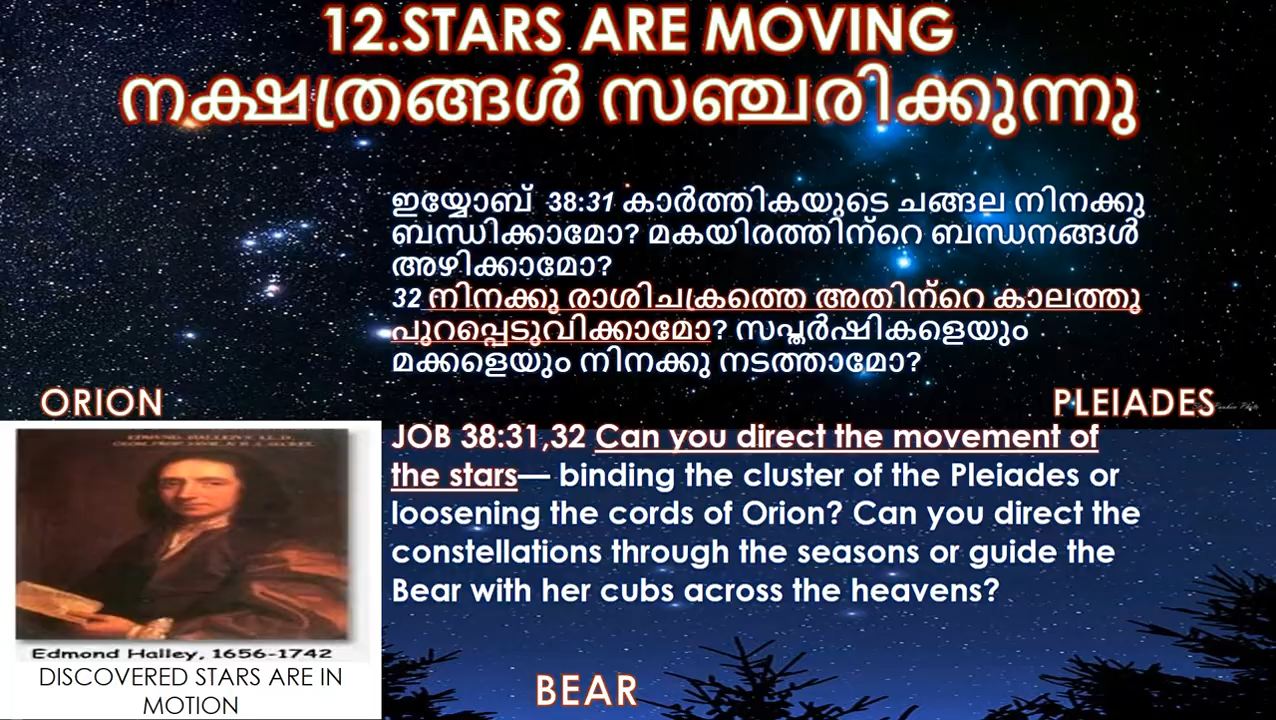 12.STARS ARE MOVING
നക്ഷത്രങ്ങൾ സഞ്ചരിക്കുന്നു
ഇയ്യോബ് 38:31 കാർത്തികയുടെ ചങ്ങല നിനക്കു
ബന്ധിക്കാമോ? മകയിരത്തിന്റെ ബന്ധനങ്ങൾ
അഴിക്കാമോ?
32 നിനക്കു രാശിചക്രത്തെ അതിന്റെ കാലത്തു
പുറപ്പെടുവിക്കാമോ? സപ്തർഷികളെയും
മക്കളെയും നിനക്കു നടത്താമോ?
ORION
PLEIADES
JOB 38:31,32 Can you direct the movement of
the stars— binding the cluster of the Pleiades or
loosening the cords of Orion? Can you direct the
constellations through the seasons or guide the
Bear with her cubs across the heavens?
Edmond Halley, 1656-1742
DISCOVERED STARS ARE IN
MOTION
BEAR